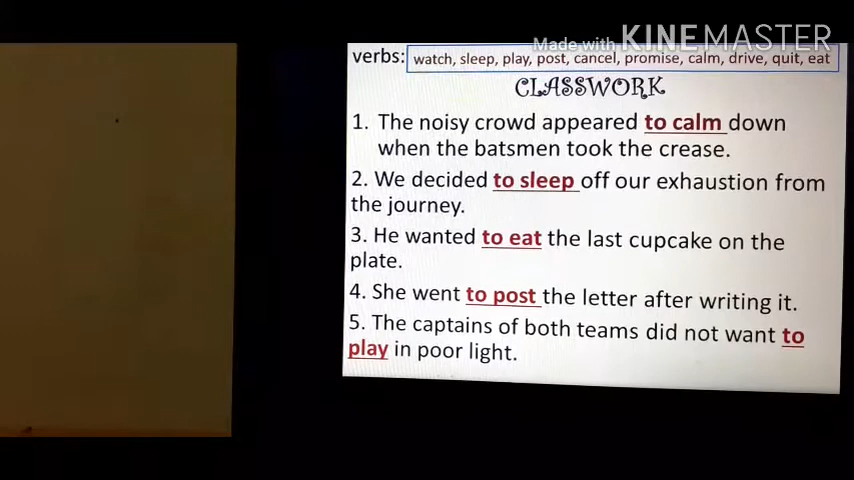 Made with KINEMASTER
verbs: watch, sleep, play, post, cancel, promise, calm, drive, quit, eat
CLASSWORK
1. The noisy crowd appeared to calm down
when the batsmen took the crease.
2. We decided to sleep off our exhaustion from
the journey.
3. He wanted to eat the last cupcake on the
plate.
4. She went to post the letter after writing it.
5. The captains of both teams did not want to
play in poor light.